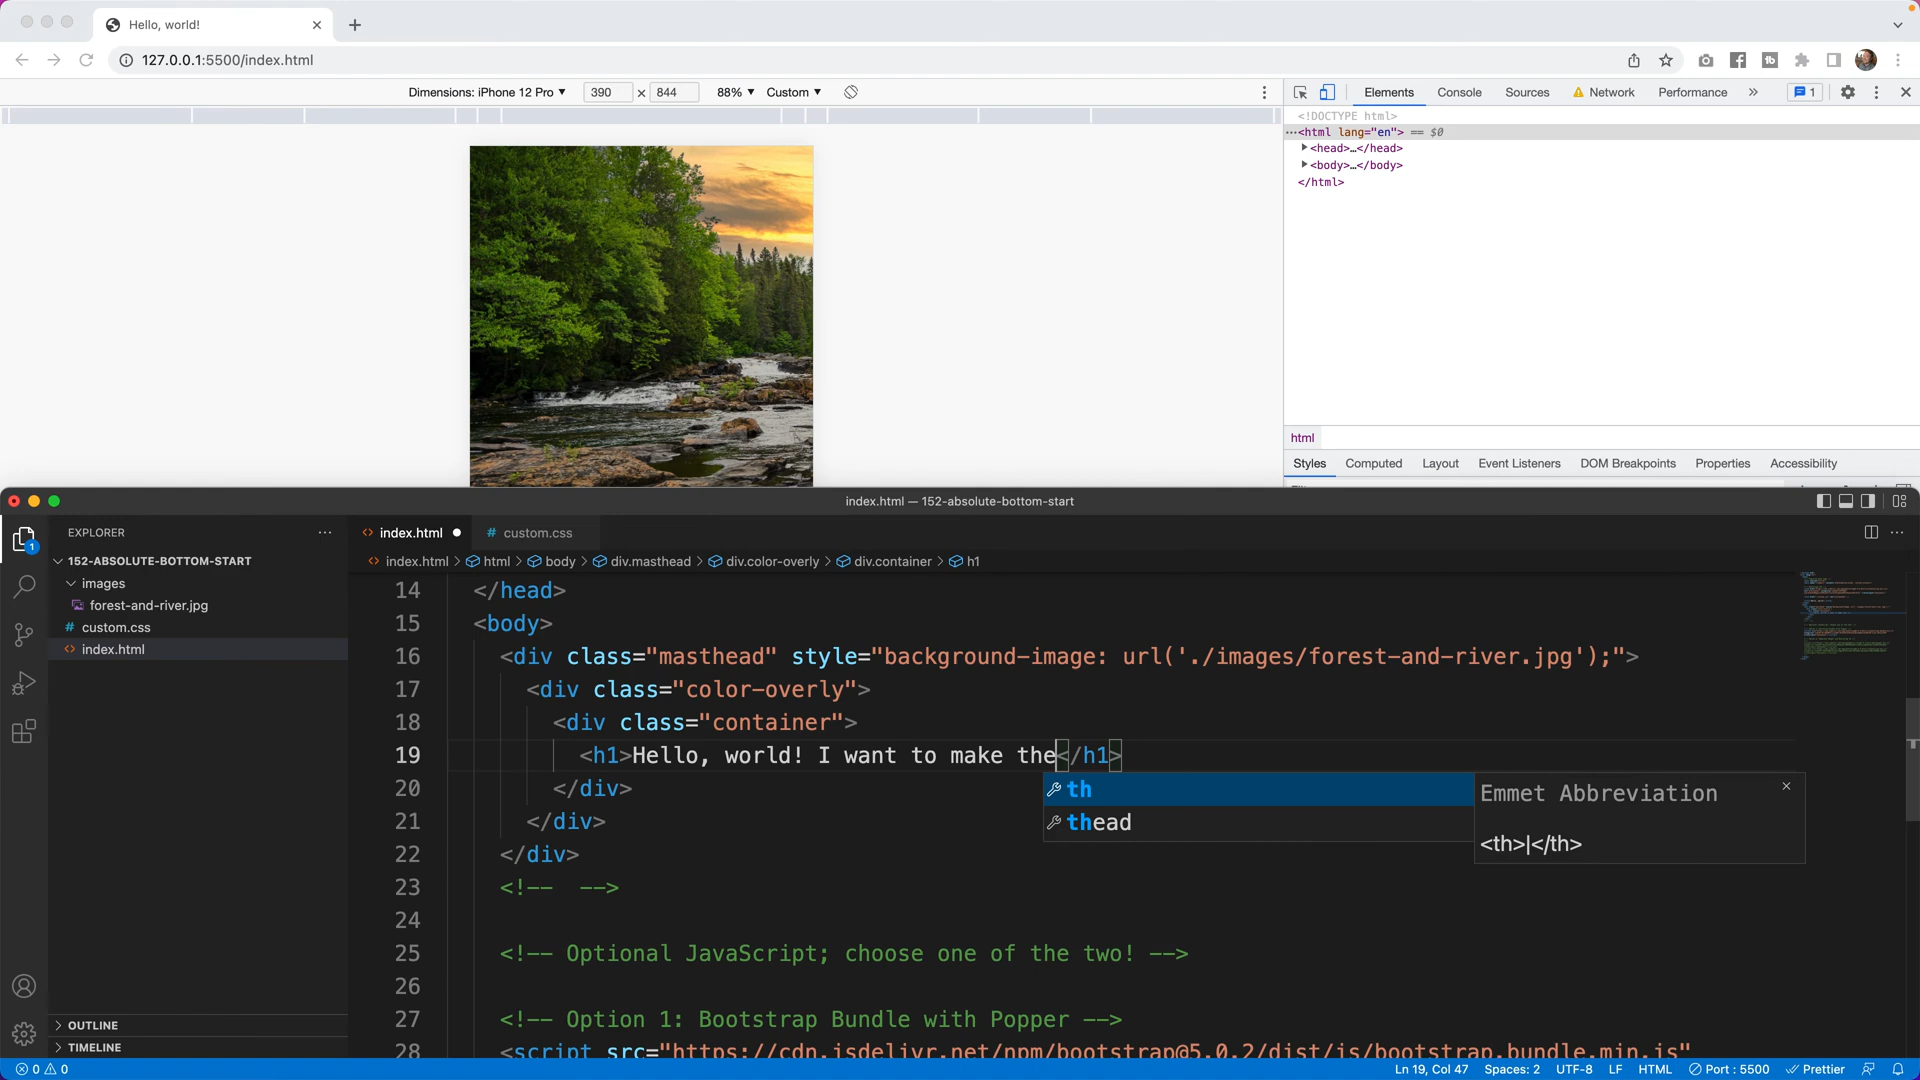 Hello, world!
127.0.0.1:5500/index.html
Dimensions: iPhone 12 Pro ▼ 390 x 844 88% ▼ Custom ▼
Elements Console Sources Network Performance » 1
<!DOCTYPE html>
···<html lang="en"> == $0
<head>…</head>
<body>…</body>
</html>
html
Styles Computed Layout Event Listeners DOM Breakpoints Properties Accessibility
index.html — 152-absolute-bottom-start
EXPLORER ···
1
152-ABSOLUTE-BOTTOM-START
images
forest-and-river.jpg
# custom.css
<> index.html
OUTLINE
TIMELINE
<> index.html ● # custom.css
<> index.html > html > body > div.masthead > div.color-overly > div.container > h1
14 </head>
15 <body>
16 <div class="masthead" style="background-image: url('./images/forest-and-river.jpg');">
17 <div class="color-overly">
18 <div class="container">
19 <h1>Hello, world! I want to make the</h1>
20 </div>
21 </div>
22 </div>
23 <!--  -->
24
25 <!-- Optional JavaScript; choose one of the two! -->
26
27 <!-- Option 1: Bootstrap Bundle with Popper -->
28 <script src="https://cdn.jsdelivr.net/npm/bootstrap@5.0.2/dist/js/bootstrap.bundle.min.js"
th
thead
Emmet Abbreviation
<th>|</th>
0 0 Ln 19, Col 47 Spaces: 2 UTF-8 LF HTML Port : 5500 Prettier